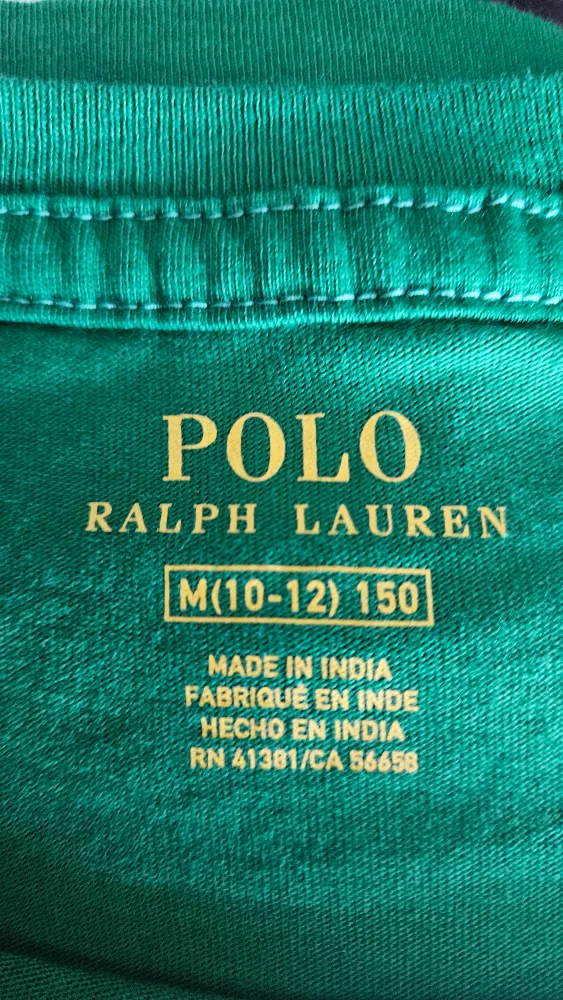 POLO
RALPH LAUREN
M(10-12) 150
MADE IN INDIA
FABRIQUÉ EN INDE
HECHO EN INDIA
RN 41381/CA 56658